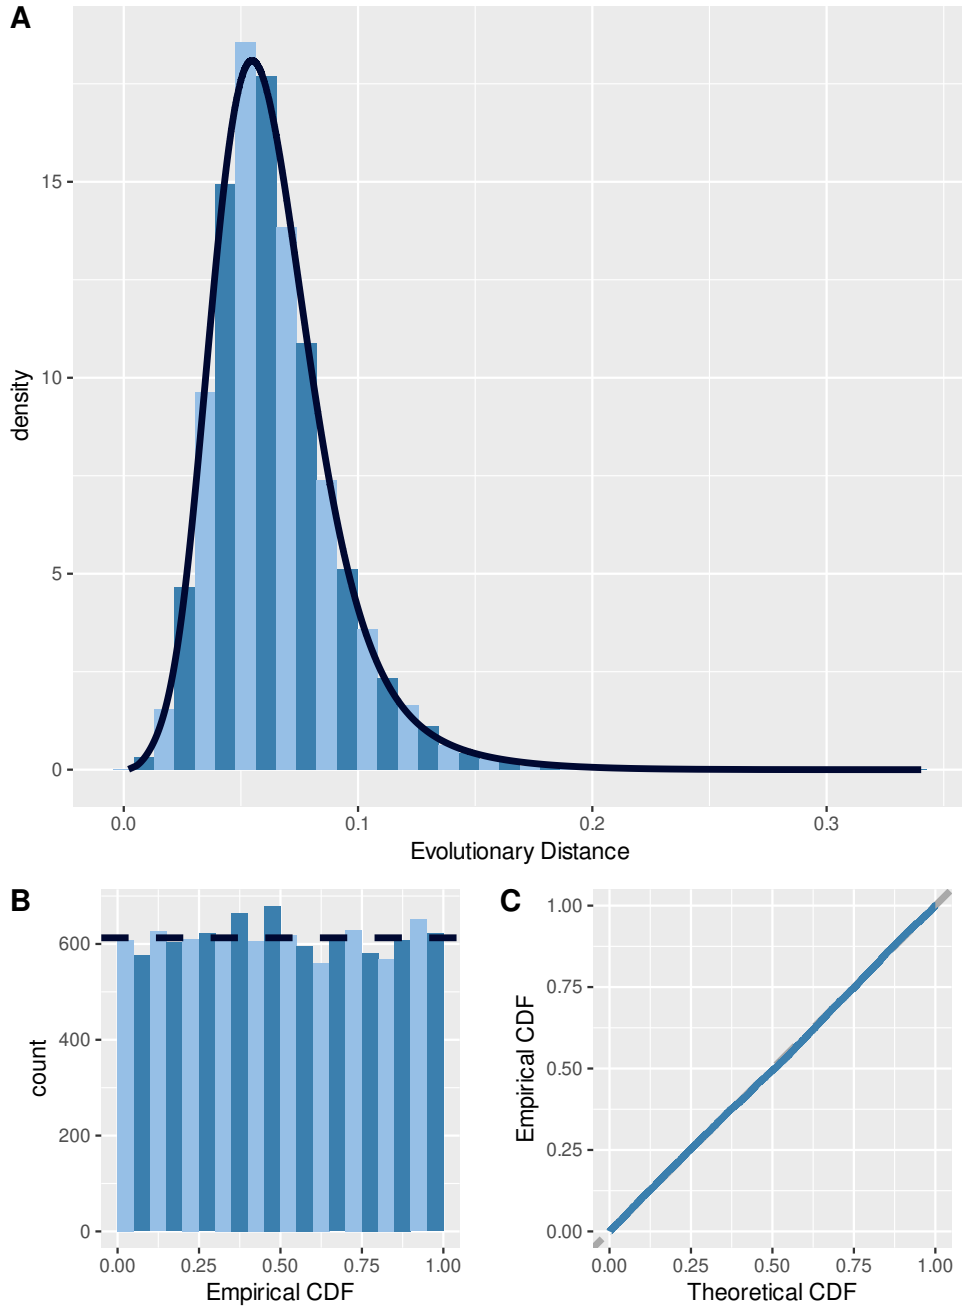 A
15
10
5
0
density
0.0 0.1 0.2 0.3
Evolutionary Distance
B
600
400
200
0
count
0.00 0.25 0.50 0.75 1.00
Empirical CDF
C
1.00
0.75
0.50
0.25
0.00
Empirical CDF
0.00 0.25 0.50 0.75 1.00
Theoretical CDF